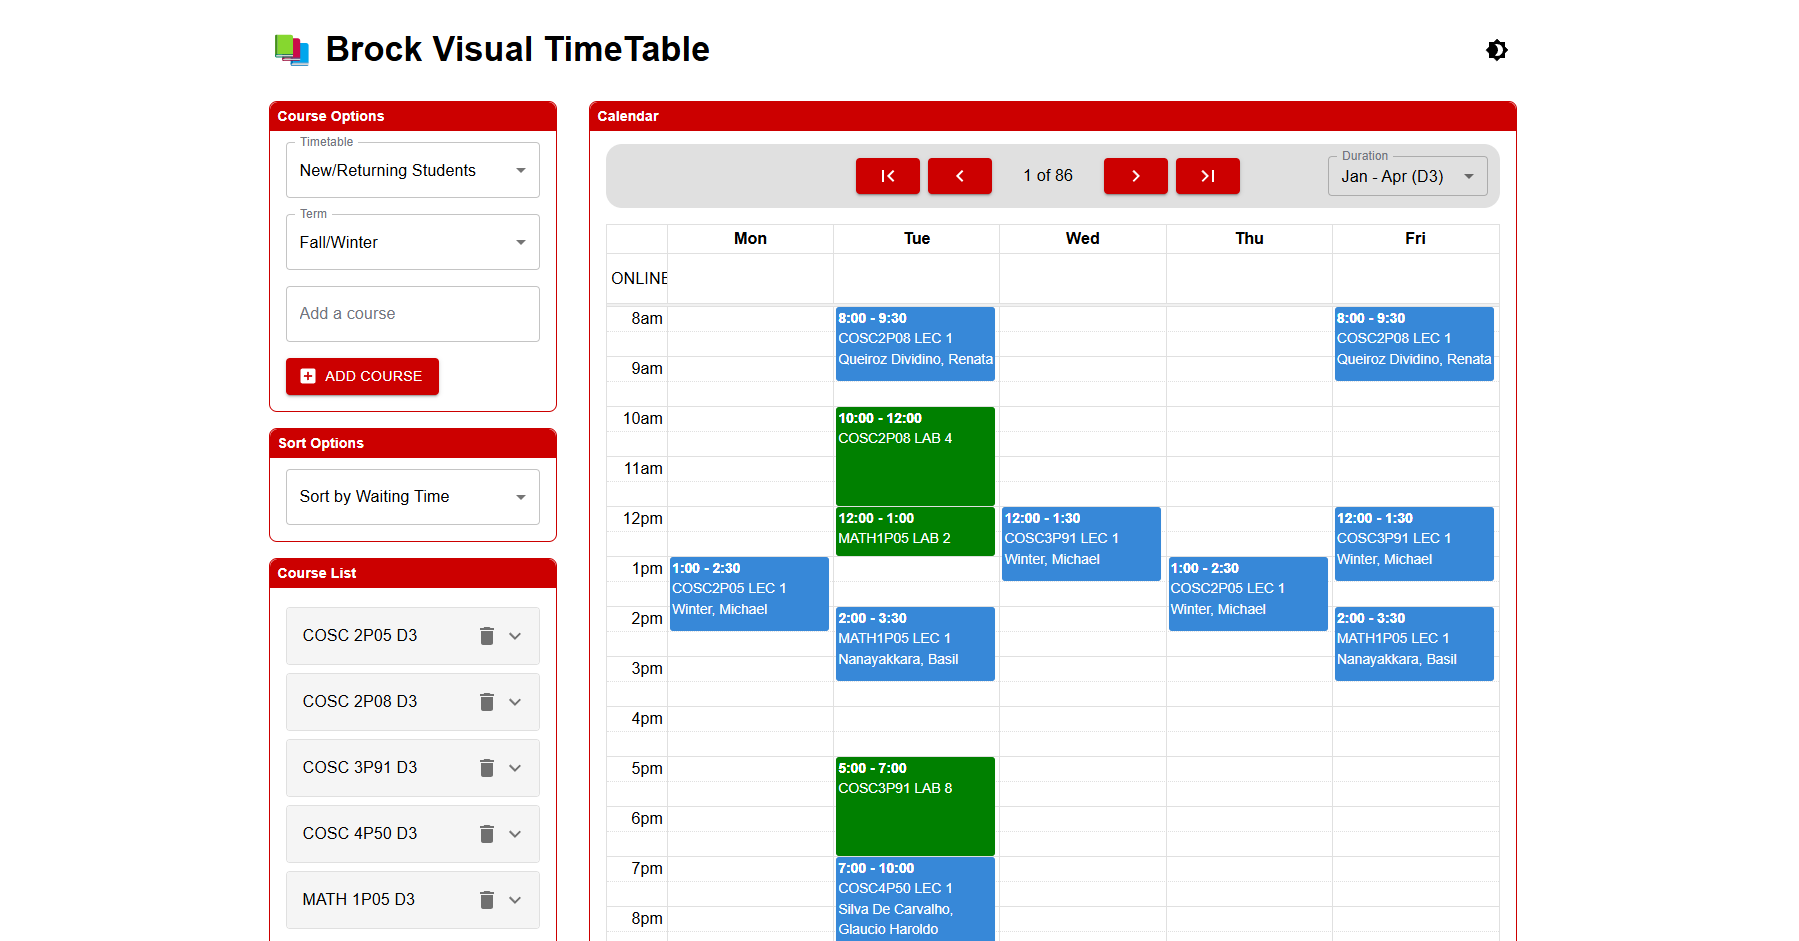 Brock Visual TimeTable
Course Options
Timetable
New/Returning Students
Term
Fall/Winter
Add a course
ADD COURSE
Sort Options
Sort by Waiting Time
Course List
COSC 2P05 D3
COSC 2P08 D3
COSC 3P91 D3
COSC 4P50 D3
MATH 1P05 D3
Calendar
1 of 86
Duration
Jan - Apr (D3)
Mon Tue Wed Thu Fri
ONLINE
8am
9am
10am
11am
12pm
1pm
2pm
3pm
4pm
5pm
6pm
7pm
8pm
1:00 - 2:30
COSC2P05 LEC 1
Winter, Michael
8:00 - 9:30
COSC2P08 LEC 1
Queiroz Dividino, Renata
10:00 - 12:00
COSC2P08 LAB 4
12:00 - 1:00
MATH1P05 LAB 2
2:00 - 3:30
MATH1P05 LEC 1
Nanayakkara, Basil
5:00 - 7:00
COSC3P91 LAB 8
7:00 - 10:00
COSC4P50 LEC 1
Silva De Carvalho,
Glaucio Haroldo
12:00 - 1:30
COSC3P91 LEC 1
Winter, Michael
1:00 - 2:30
COSC2P05 LEC 1
Winter, Michael
8:00 - 9:30
COSC2P08 LEC 1
Queiroz Dividino, Renata
12:00 - 1:30
COSC3P91 LEC 1
Winter, Michael
2:00 - 3:30
MATH1P05 LEC 1
Nanayakkara, Basil